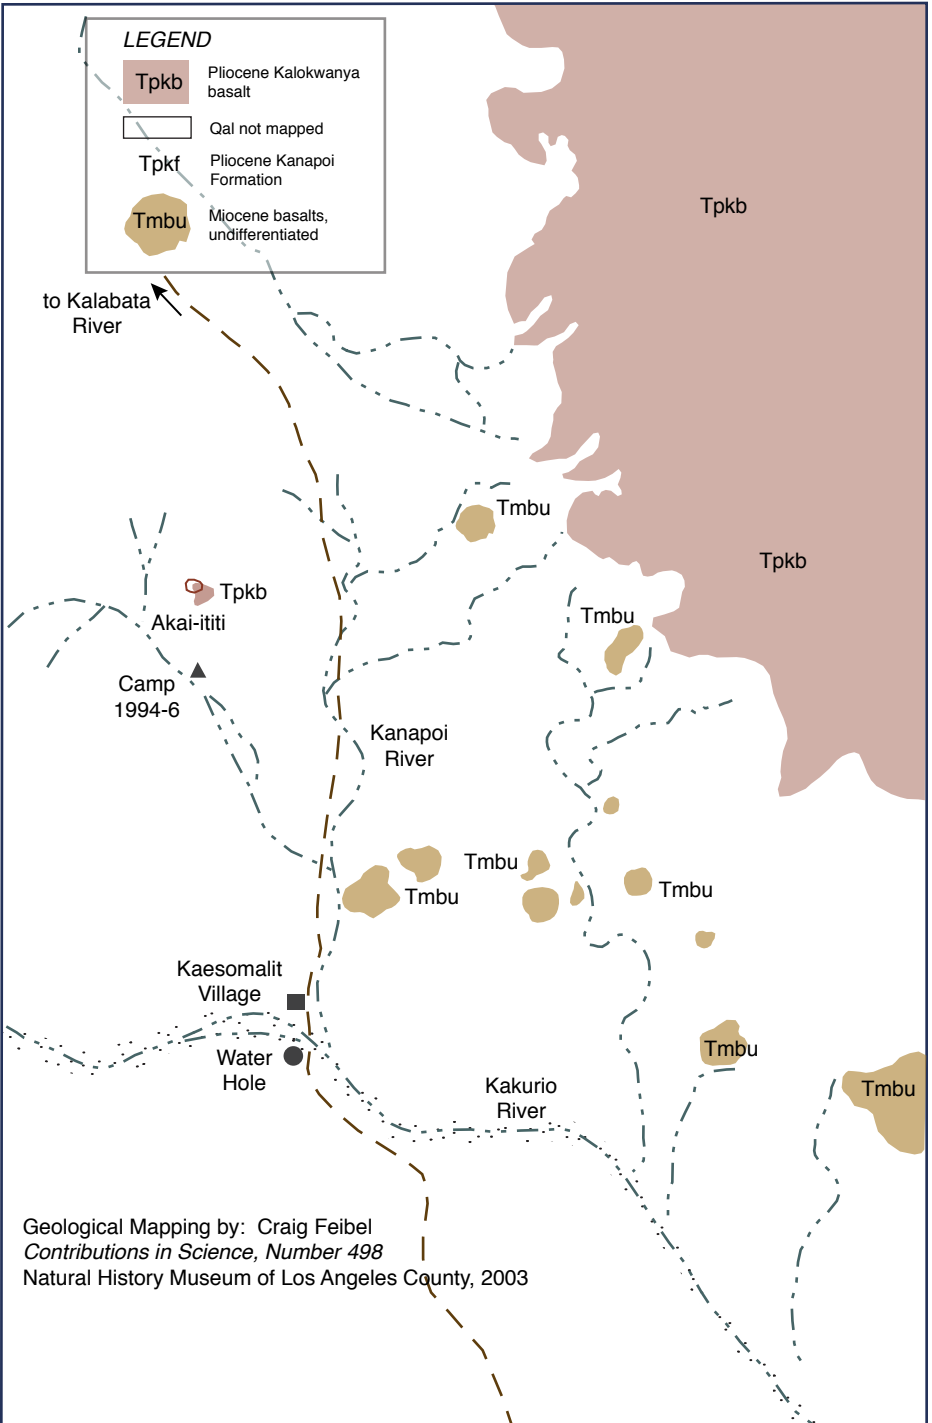 LEGEND
Tpkb
Pliocene Kalokwanya
basalt
Qal not mapped
Tpkf
Pliocene Kanapoi
Formation
Tmbu
Miocene basalts,
undifferentiated
to Kalabata
River
Tpkb
Tmbu
Tpkb
Tpkb
Akai-ititi
Tmbu
Camp
1994-6
Kanapoi
River
Tmbu
Tmbu
Tmbu
Kaesomalit
Village
Water
Hole
Tmbu
Kakurio
River
Tmbu
Geological Mapping by: Craig Feibel
Contributions in Science, Number 498
Natural History Museum of Los Angeles County, 2003